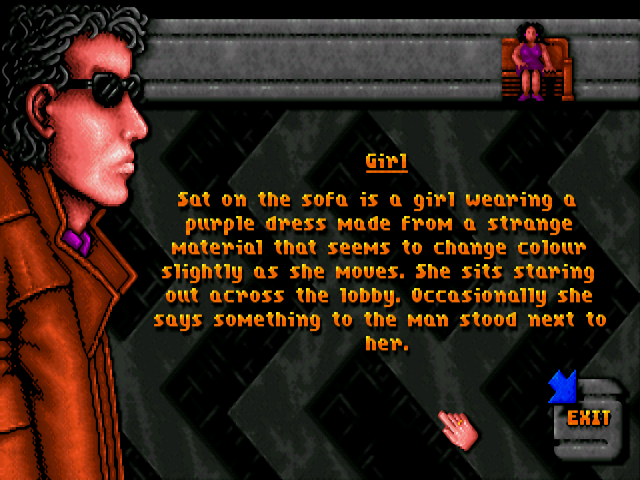 Girl
Sat on the sofa is a girl wearing a
purple dress made from a strange
material that seems to change colour
slightly as she moves. She sits staring
out across the lobby. Occasionally she
says something to the man stood next to
her.
EXIT